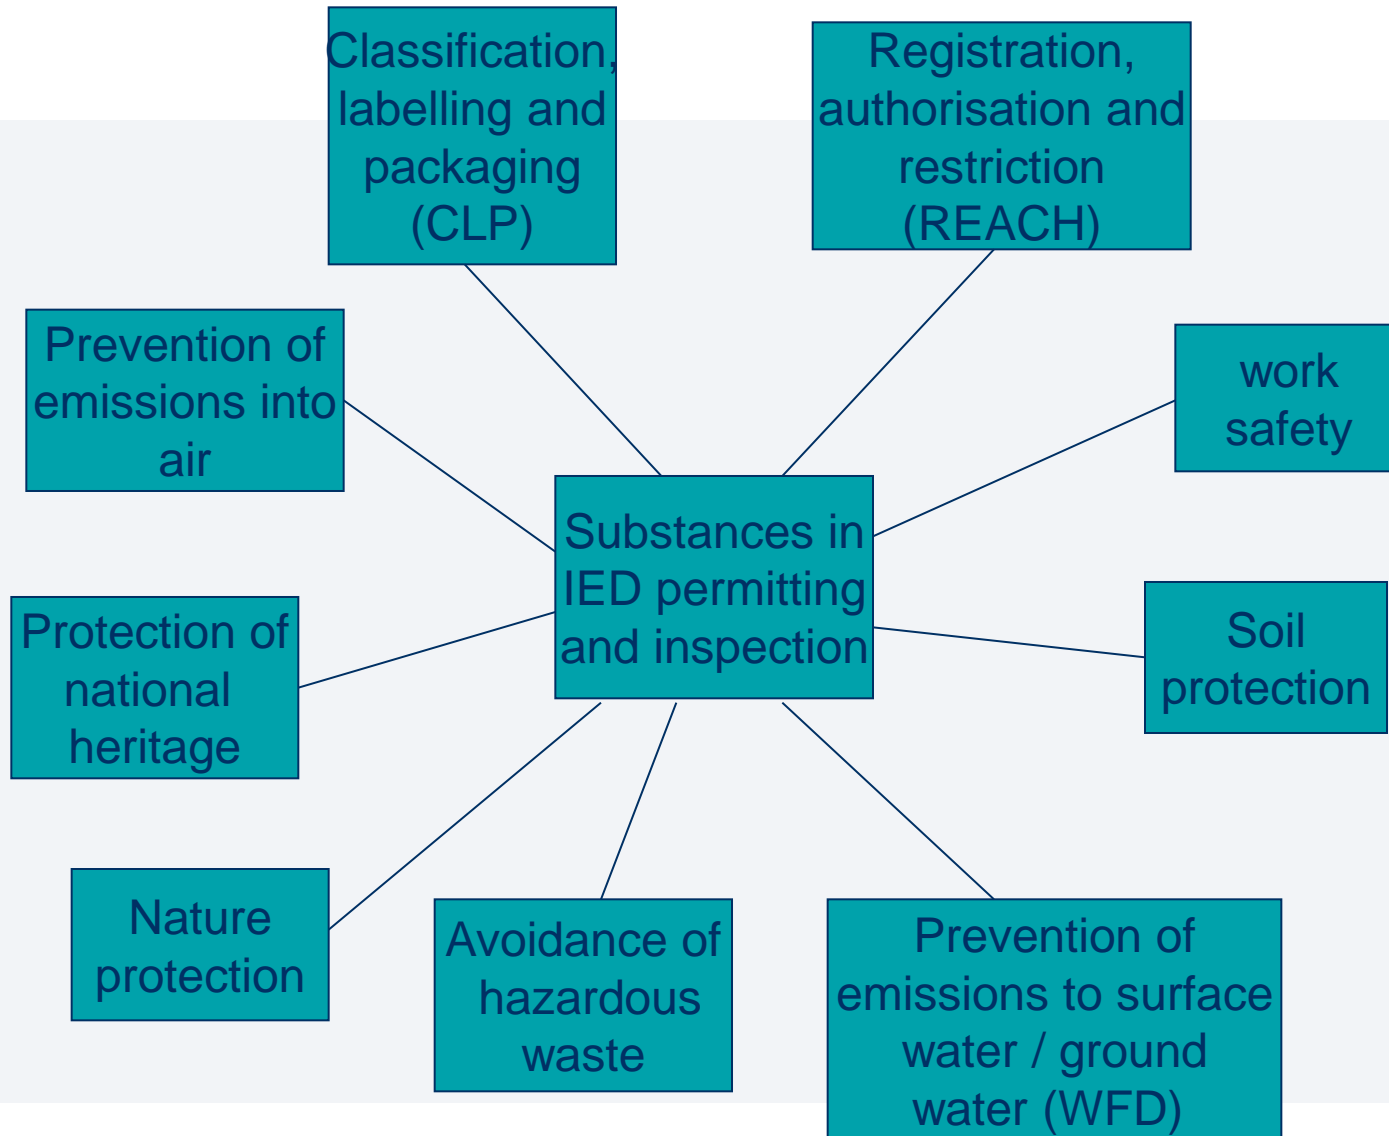 Classification,
labelling and
packaging
(CLP)
Registration,
authorisation and
restriction
(REACH)
Prevention of
emissions into
air
work
safety
Substances in
IED permitting
and inspection
Protection of
national
heritage
Soil
protection
Nature
protection
Avoidance of
hazardous
waste
Prevention of
emissions to surface
water / ground
water (WFD)